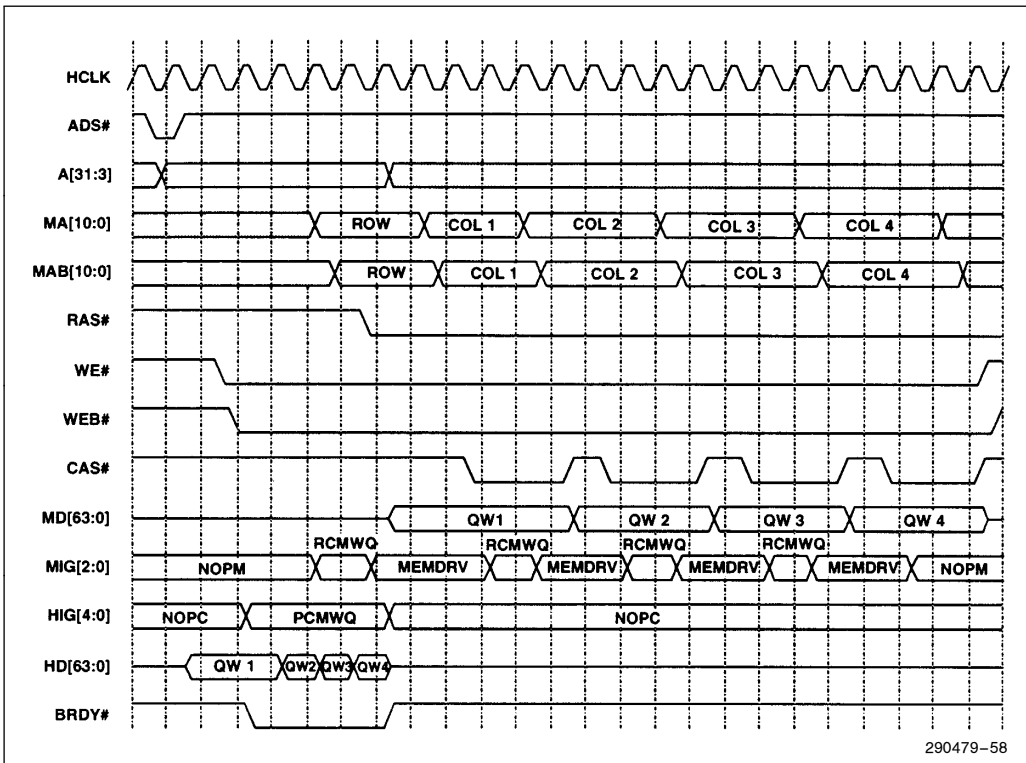 HCLK
ADS#
A[31:3]
MA[10:0] ROW COL 1 COL 2 COL 3 COL 4
MAB[10:0] ROW COL 1 COL 2 COL 3 COL 4
RAS#
WE#
WEB#
CAS#
MD[63:0] QW1 QW 2 QW 3 QW 4
RCMWQ RCMWQ RCMWQ RCMWQ
MIG[2:0] NOPM MEMDRV MEMDRV MEMDRV MEMDRV NOPM
HIG[4:0] NOPC PCMWQ NOPC
HD[63:0] QW 1 QW2 QW3 QW4
BRDY#
290479-58